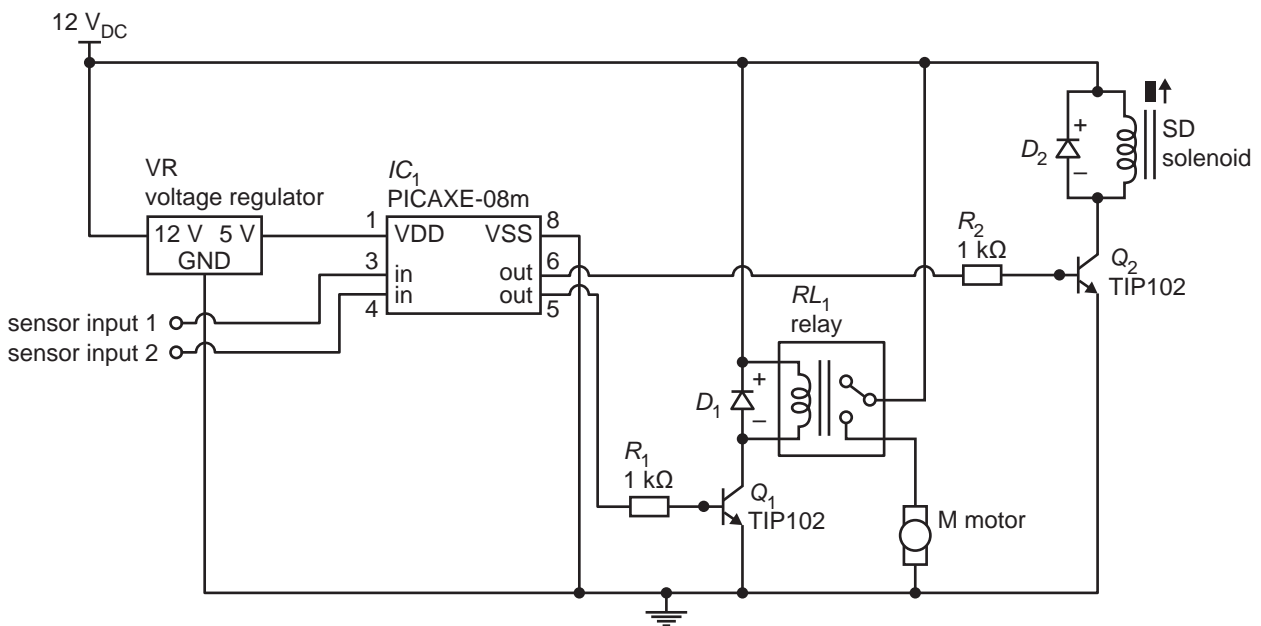 12 V_DC
VR
voltage regulator
12 V 5 V
GND
IC₁
PICAXE-08m
1
VDD
VSS
8
3
in
out
6
in
out
4
5
sensor input 1
sensor input 2
R₁
1 kΩ
Q₁
TIP102
D₁
+
–
RL₁
relay
M motor
R₂
1 kΩ
Q₂
TIP102
D₂
+
–
SD
solenoid